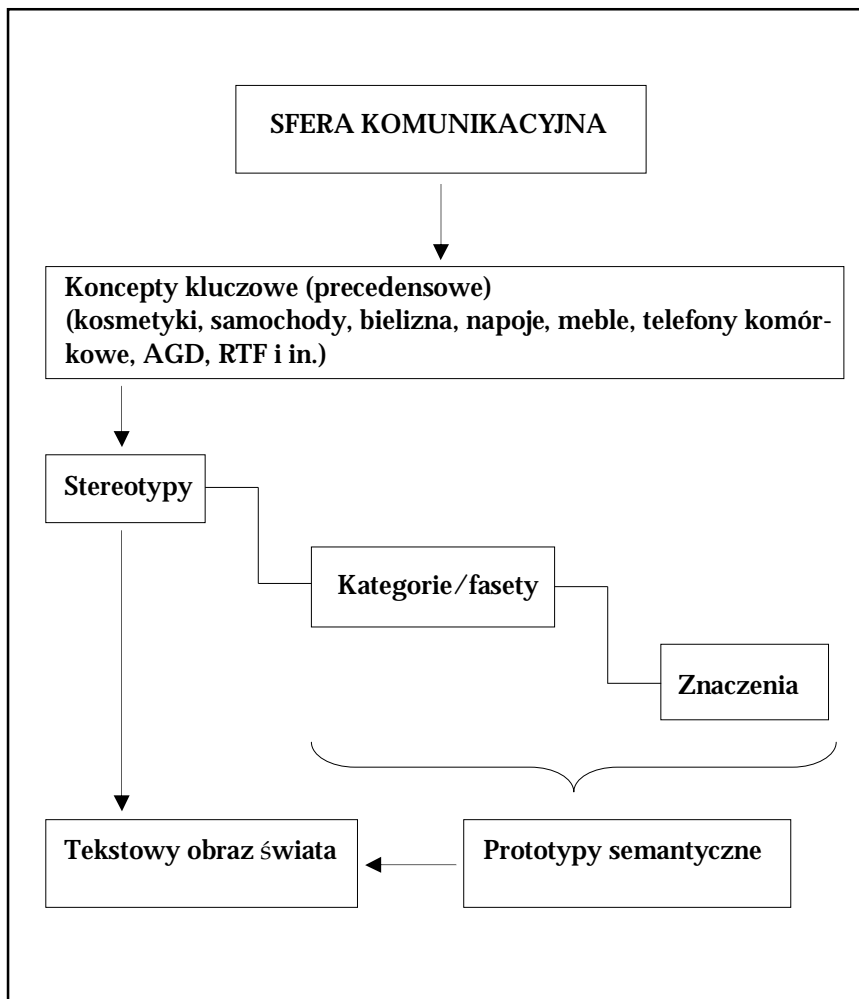 SFERA KOMUNIKACYJNA
Koncepty kluczowe (precedensowe)
(kosmetyki, samochody, bielizna, napoje, meble, telefony komór-
kowe, AGD, RTF i in.)
Stereotypy
Kategorie/fasety
Znaczenia
Tekstowy obraz świata
Prototypy semantyczne